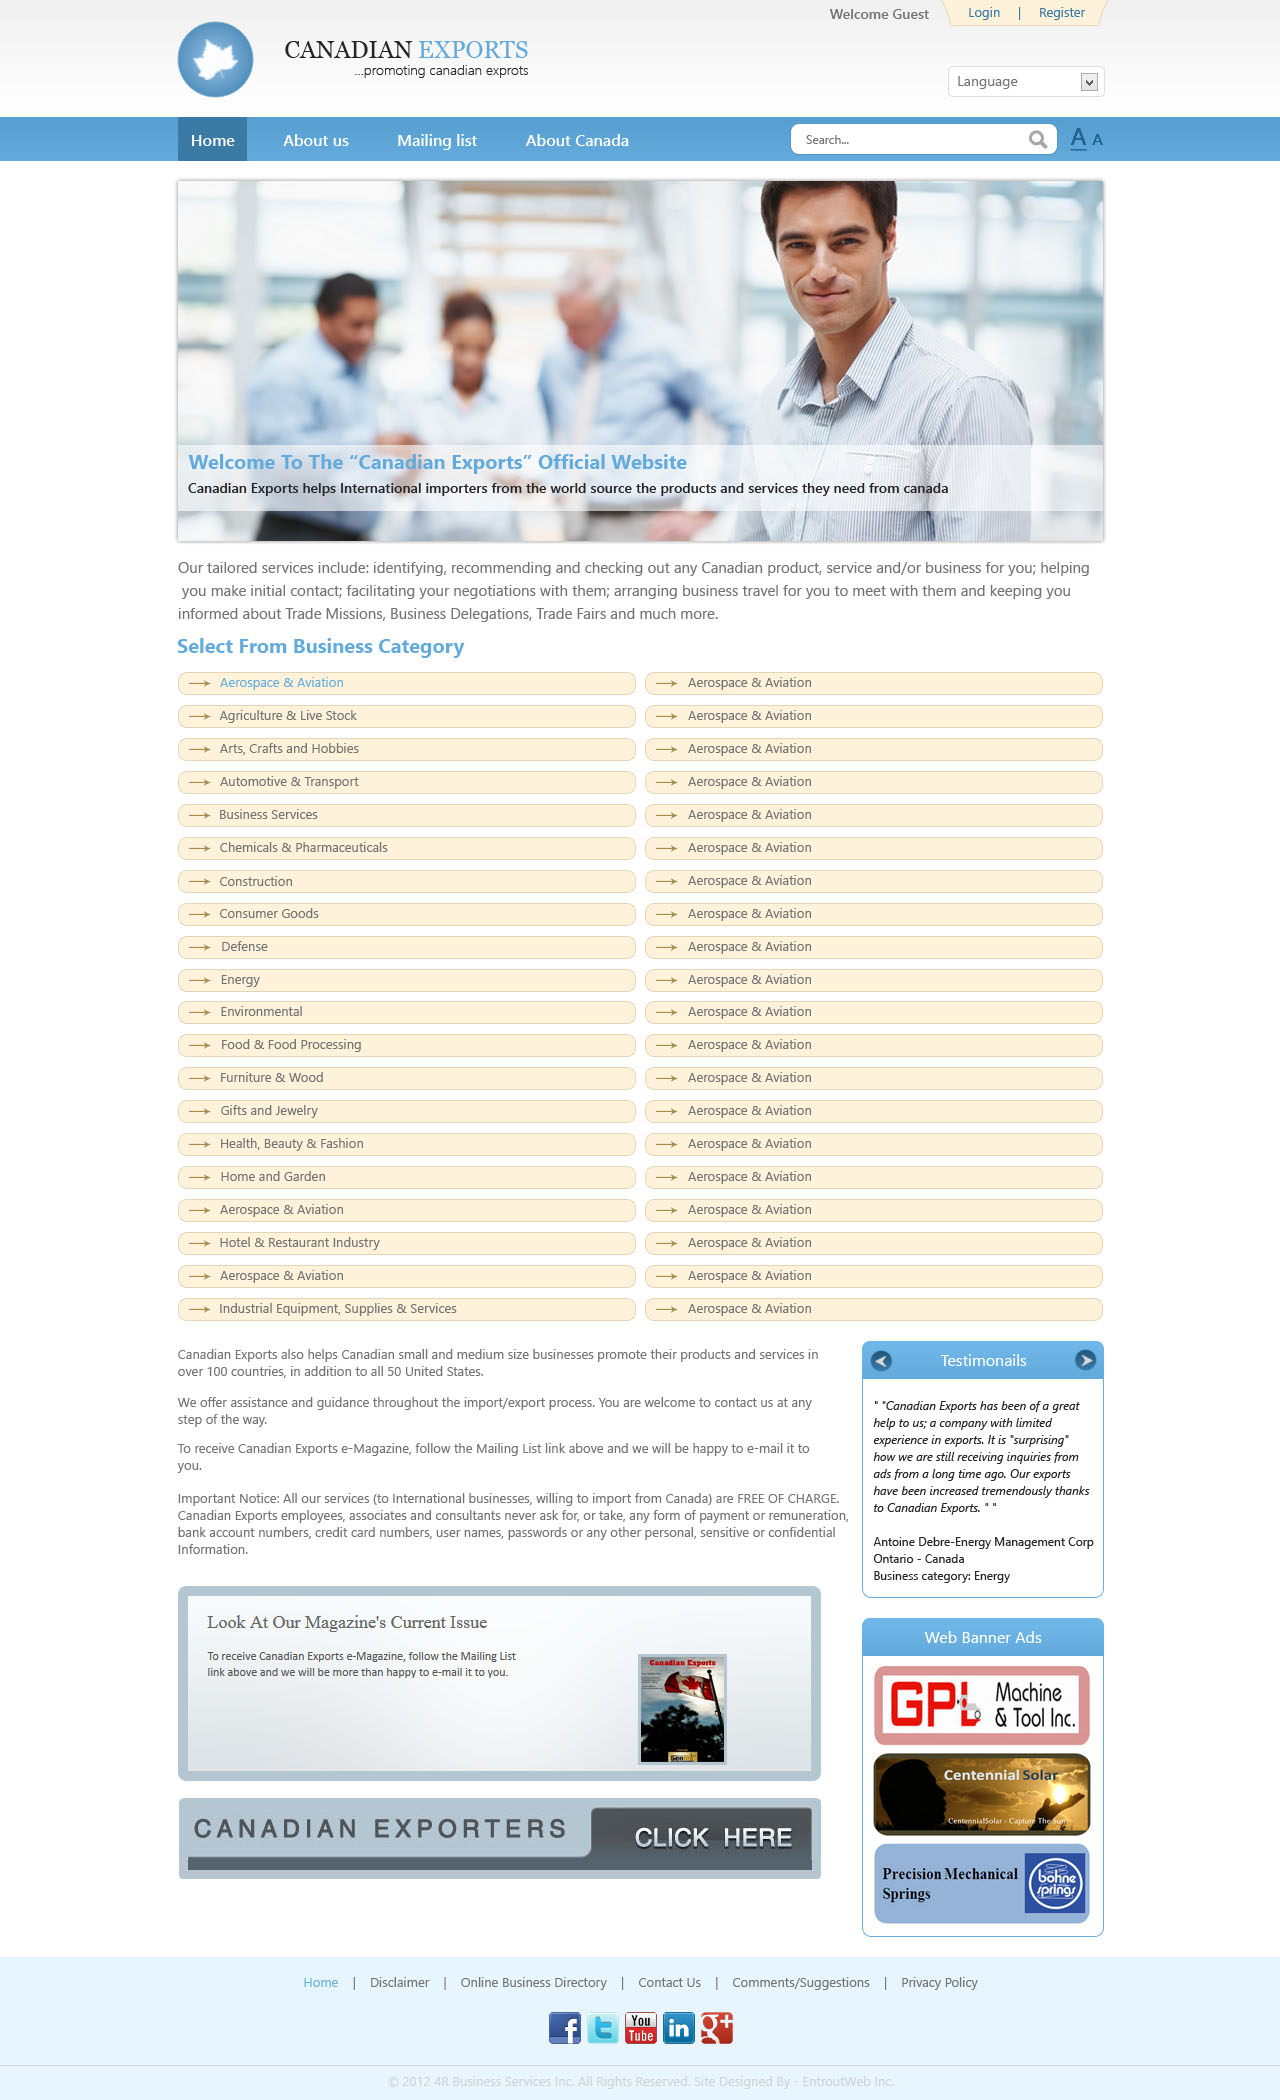 Welcome Guest
Login | Register
CANADIAN EXPORTS
...promoting canadian exprots
Language
Home
About us
Mailing list
About Canada
Search...
A A
Welcome To The “Canadian Exports” Official Website
Canadian Exports helps International importers from the world source the products and services they need from canada
Our tailored services include: identifying, recommending and checking out any Canadian product, service and/or business for you; helping
you make initial contact; facilitating your negotiations with them; arranging business travel for you to meet with them and keeping you
informed about Trade Missions, Business Delegations, Trade Fairs and much more.
Select From Business Category
Aerospace & Aviation
Aerospace & Aviation
Agriculture & Live Stock
Aerospace & Aviation
Arts, Crafts and Hobbies
Aerospace & Aviation
Automotive & Transport
Aerospace & Aviation
Business Services
Aerospace & Aviation
Chemicals & Pharmaceuticals
Aerospace & Aviation
Construction
Aerospace & Aviation
Consumer Goods
Aerospace & Aviation
Defense
Aerospace & Aviation
Energy
Aerospace & Aviation
Environmental
Aerospace & Aviation
Food & Food Processing
Aerospace & Aviation
Furniture & Wood
Aerospace & Aviation
Gifts and Jewelry
Aerospace & Aviation
Health, Beauty & Fashion
Aerospace & Aviation
Home and Garden
Aerospace & Aviation
Aerospace & Aviation
Aerospace & Aviation
Hotel & Restaurant Industry
Aerospace & Aviation
Aerospace & Aviation
Aerospace & Aviation
Industrial Equipment, Supplies & Services
Aerospace & Aviation
Canadian Exports also helps Canadian small and medium size businesses promote their products and services in
over 100 countries, in addition to all 50 United States.
We offer assistance and guidance throughout the import/export process. You are welcome to contact us at any
step of the way.
To receive Canadian Exports e-Magazine, follow the Mailing List link above and we will be happy to e-mail it to
you.
Important Notice: All our services (to International businesses, willing to import from Canada) are FREE OF CHARGE.
Canadian Exports employees, associates and consultants never ask for, or take, any form of payment or remuneration,
bank account numbers, credit card numbers, user names, passwords or any other personal, sensitive or confidential
Information.
Testimonails
" "Canadian Exports has been of a great
help to us; a company with limited
experience in exports. It is "surprising"
how we are still receiving inquiries from
ads from a long time ago. Our exports
have been increased tremendously thanks
to Canadian Exports. " "
Antoine Debre-Energy Management Corp
Ontario - Canada
Business category: Energy
Look At Our Magazine's Current Issue
To receive Canadian Exports e-Magazine, follow the Mailing List
link above and we will be more than happy to e-mail it to you.
Canadian Exports
CANADIAN EXPORTERS
CLICK HERE
Web Banner Ads
GPL Machine
& Tool Inc.
Centennial Solar
CentennialSolar - Capture The Sun
Precision Mechanical
Springs
bohne
springs
Home | Disclaimer | Online Business Directory | Contact Us | Comments/Suggestions | Privacy Policy
f t You Tube in g+
© 2012 4R Business Services Inc. All Rights Reserved. Site Designed By - EntroutWeb Inc.